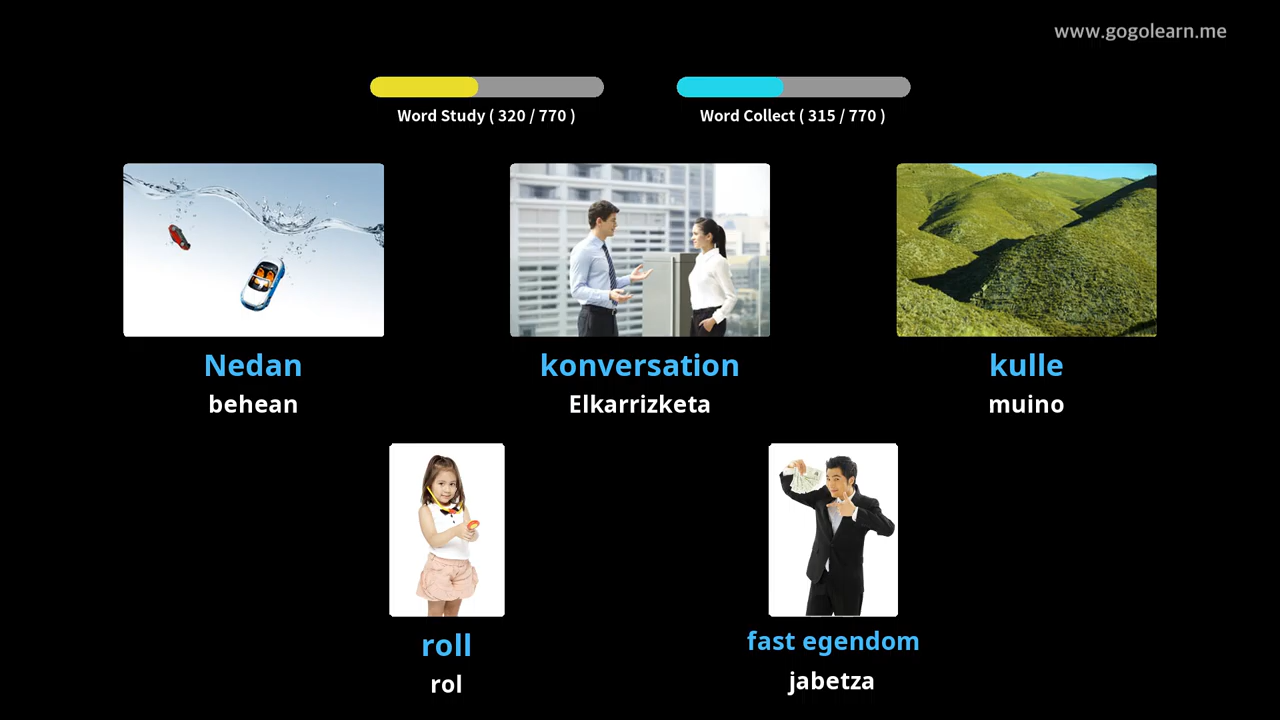 www.gogolearn.me
Word Study ( 320 / 770 )
Word Collect ( 315 / 770 )
Nedan
behean
konversation
Elkarrizketa
kulle
muino
roll
rol
fast egendom
jabetza